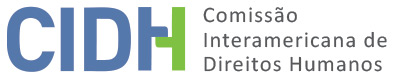 CIDH
Comissão
Interamericana de
Direitos Humanos